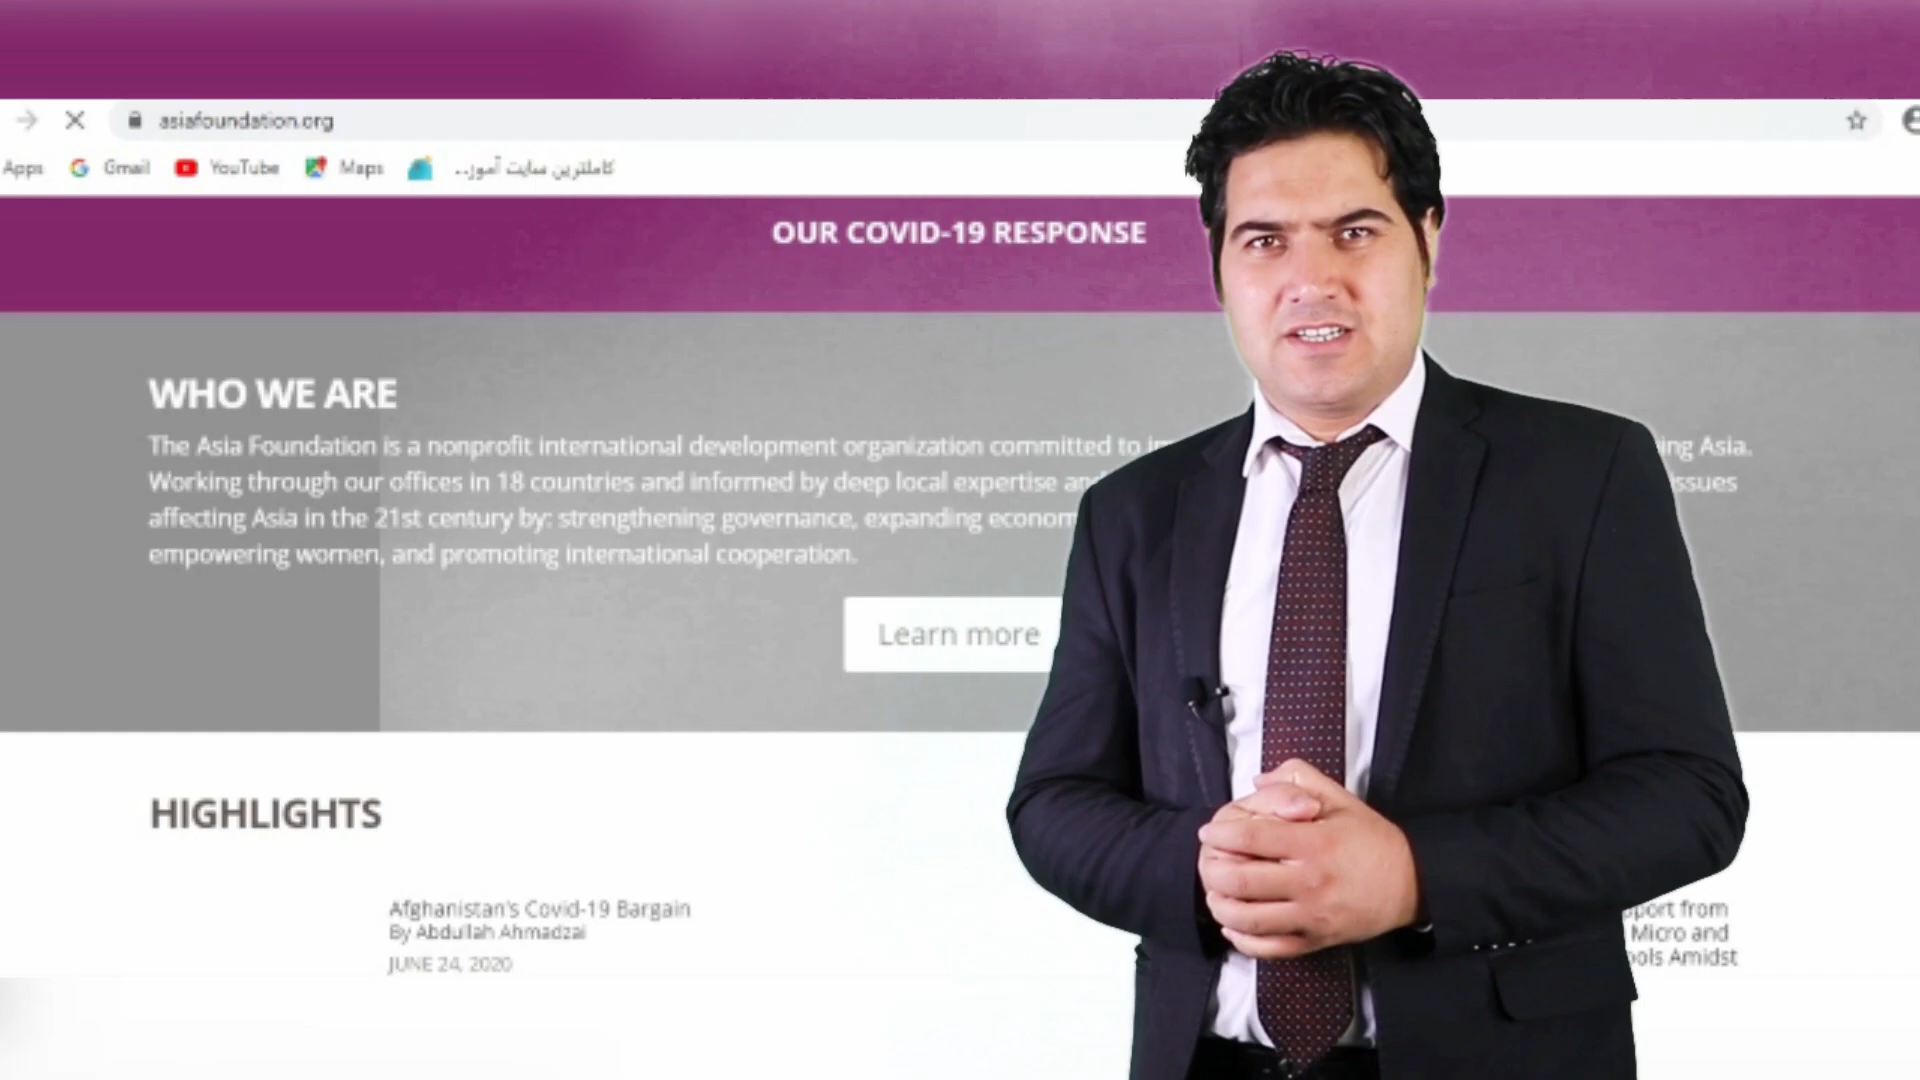 asiafoundation.org
Apps Gmail YouTube Maps کاملترین سایت آموز...
OUR COVID-19 RESPONSE
WHO WE ARE
The Asia Foundation is a nonprofit international development organization committed to ing Asia.
Working through our offices in 18 countries and informed by deep local expertise and ssues
affecting Asia in the 21st century by: strengthening governance, expanding econom
empowering women, and promoting international cooperation.
Learn more
HIGHLIGHTS
Afghanistan's Covid-19 Bargain
By Abdullah Ahmadzai
JUNE 24, 2020
port from
Micro and
ools Amidst